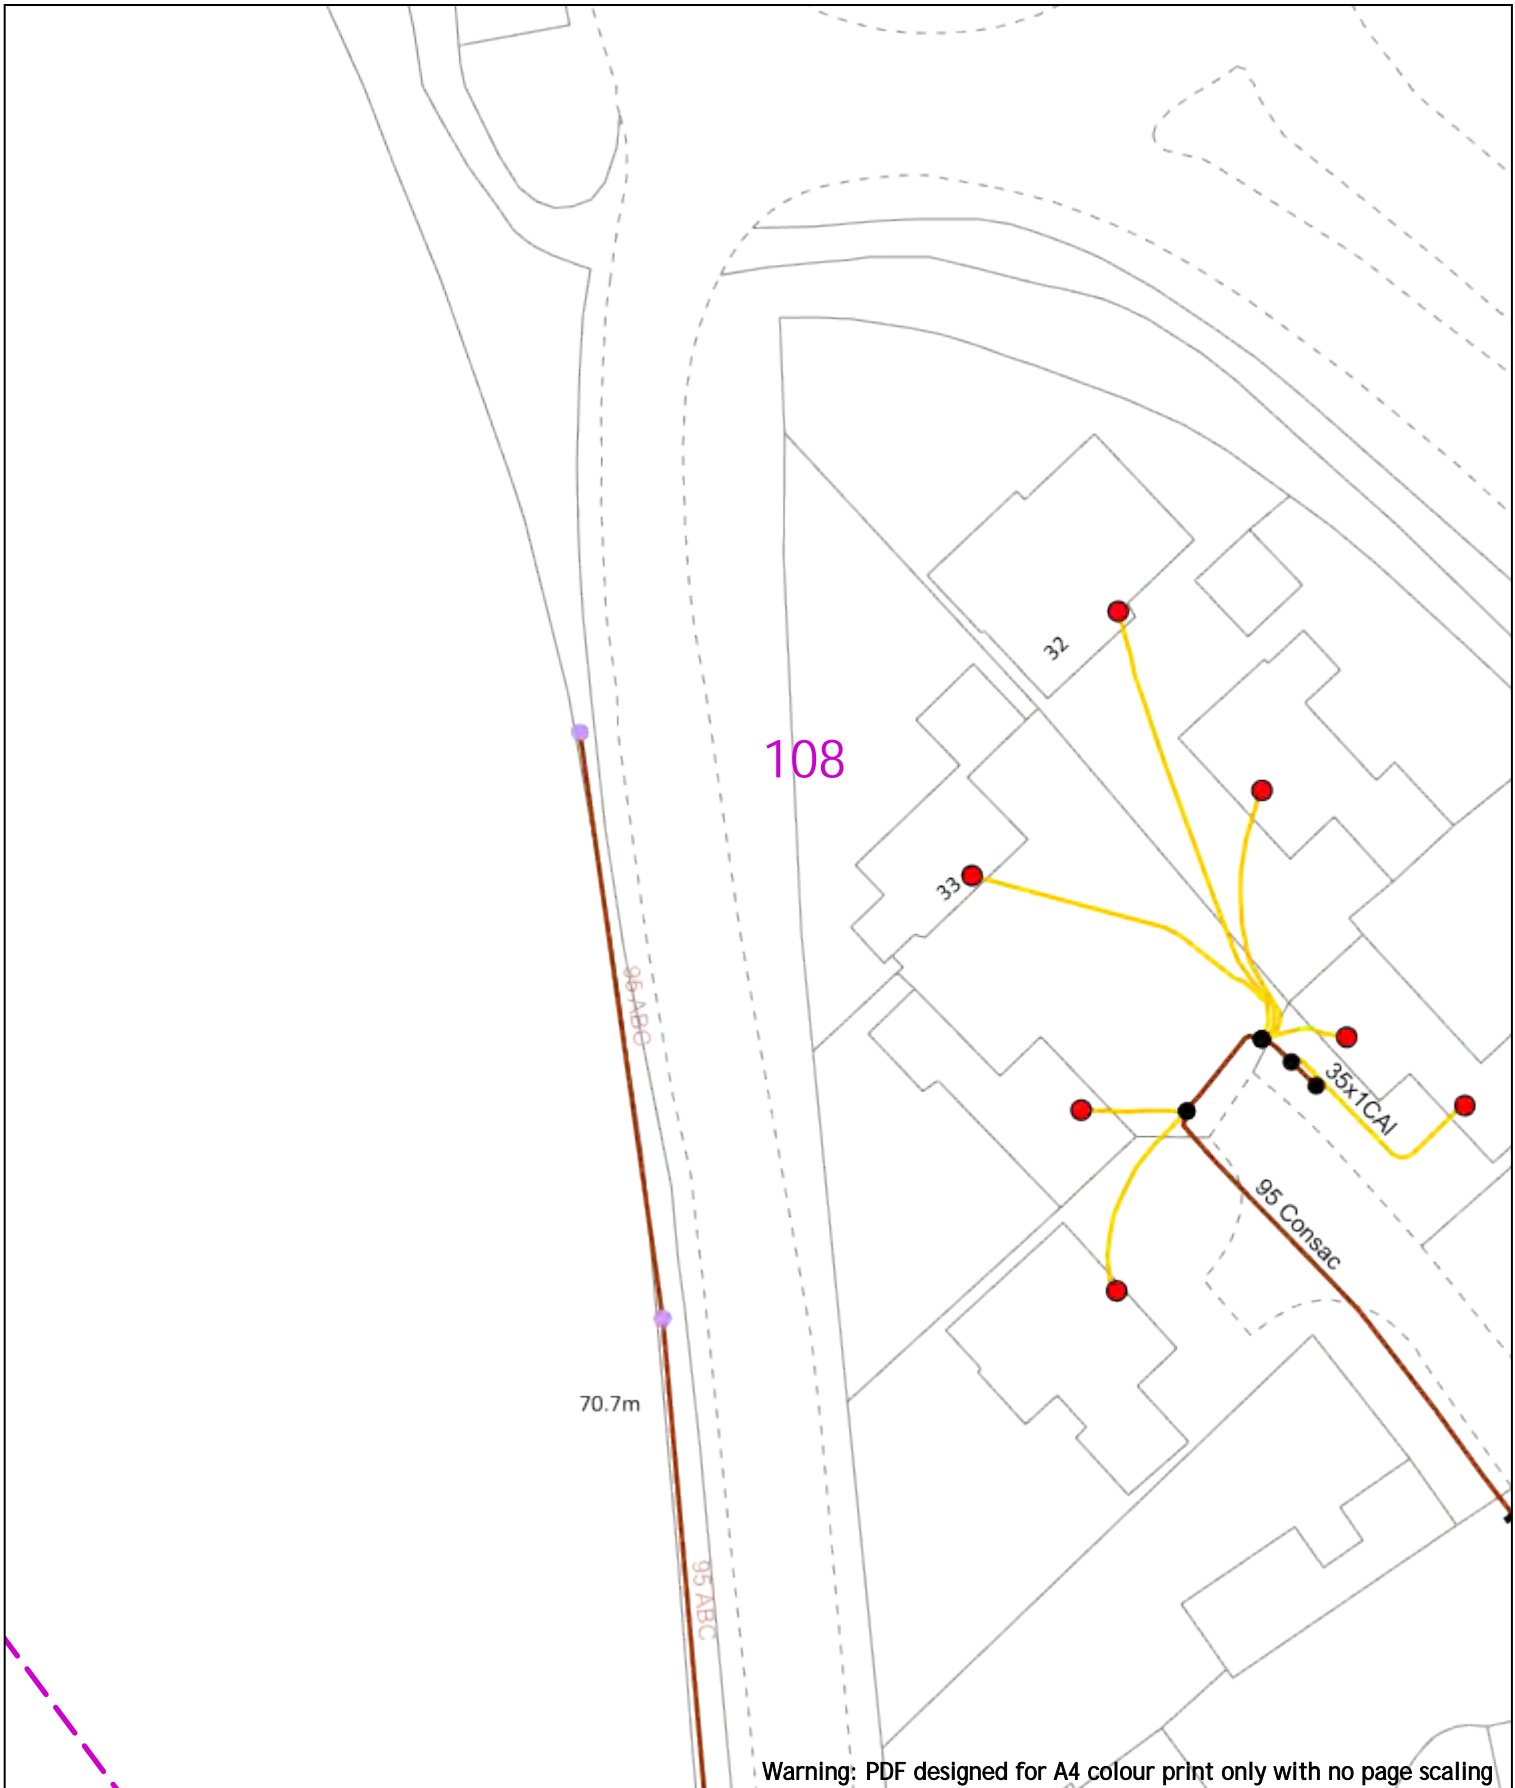 32
108
33
95 ABC
35x1CAl
95 Consac
70.7m
95 ABC
Warning: PDF designed for A4 colour print only with no page scaling